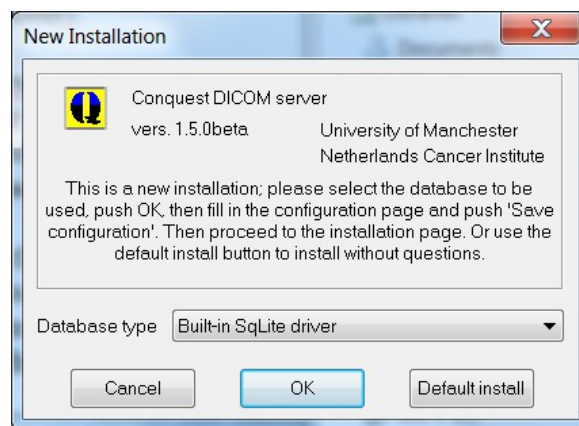 New Installation
Conquest DICOM server
vers. 1.5.0beta
University of Manchester
Netherlands Cancer Institute
This is a new installation; please select the database to be
used, push OK, then fill in the configuration page and push 'Save
configuration'. Then proceed to the installation page. Or use the
default install button to install without questions.
Database type
Built-in SqLite driver
Cancel
OK
Default install